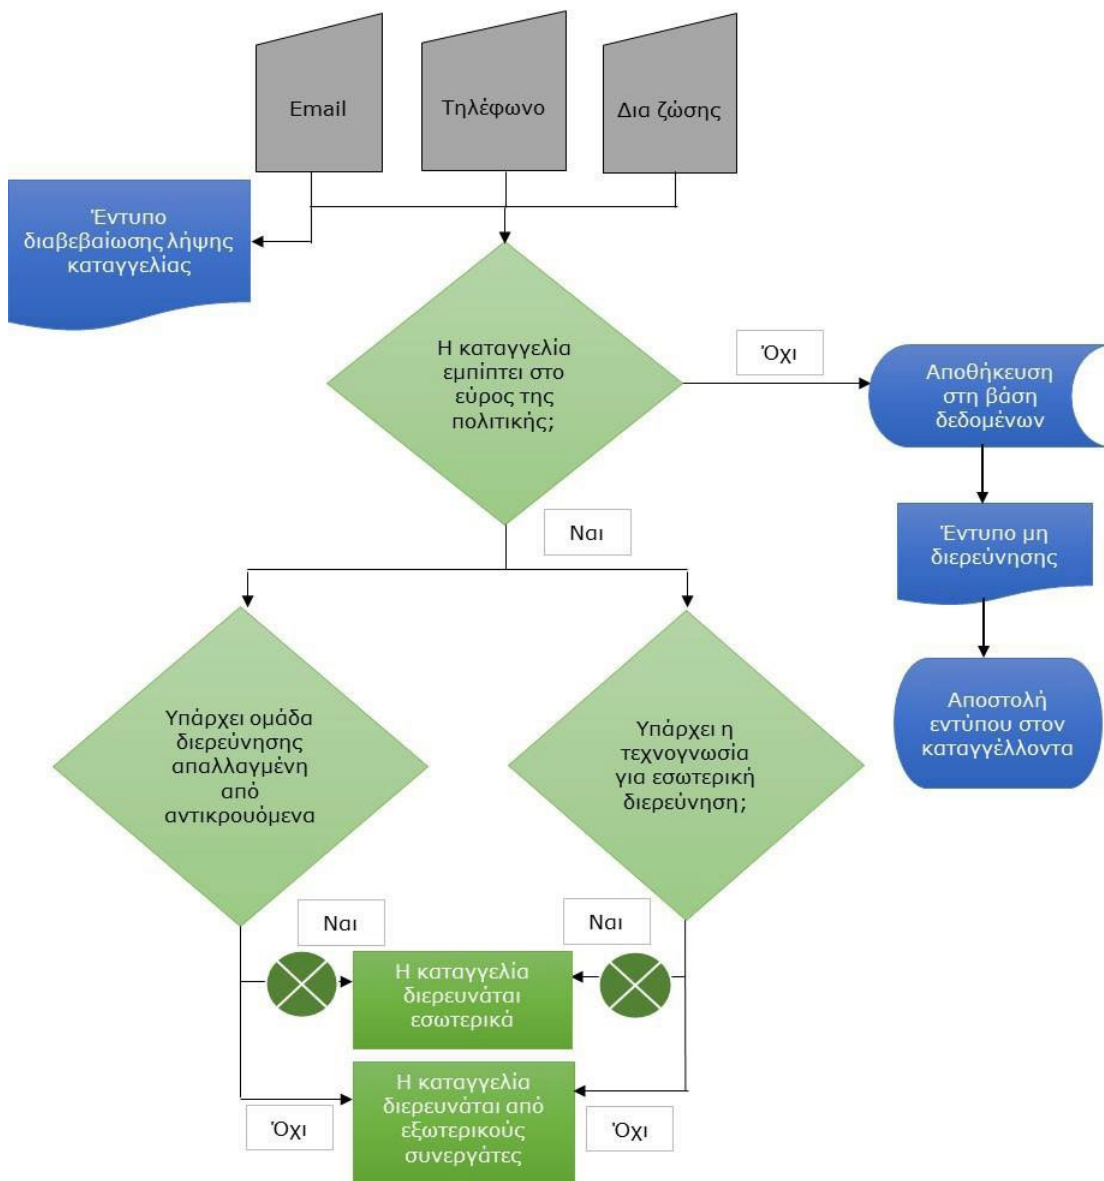 Email
Τηλέφωνο
Δια ζώσης
Έντυπο
διαβεβαίωσης λήψης
καταγγελίας
Η καταγγελία
εμπίπτει στο
εύρος της
πολιτικής;
Όχι
Αποθήκευση
στη βάση
δεδομένων
Ναι
Έντυπο μη
διερεύνησης
Αποστολή
εντύπου στον
καταγγέλλοντα
Υπάρχει ομάδα
διερεύνησης
απαλλαγμένη
από
αντικρουόμενα
Υπάρχει η
τεχνογνωσία
για εσωτερική
διερεύνηση;
Ναι
Ναι
Η καταγγελία
διερευνάται
εσωτερικά
Η καταγγελία
διερευνάται από
εξωτερικούς
συνεργάτες
Όχι
Όχι